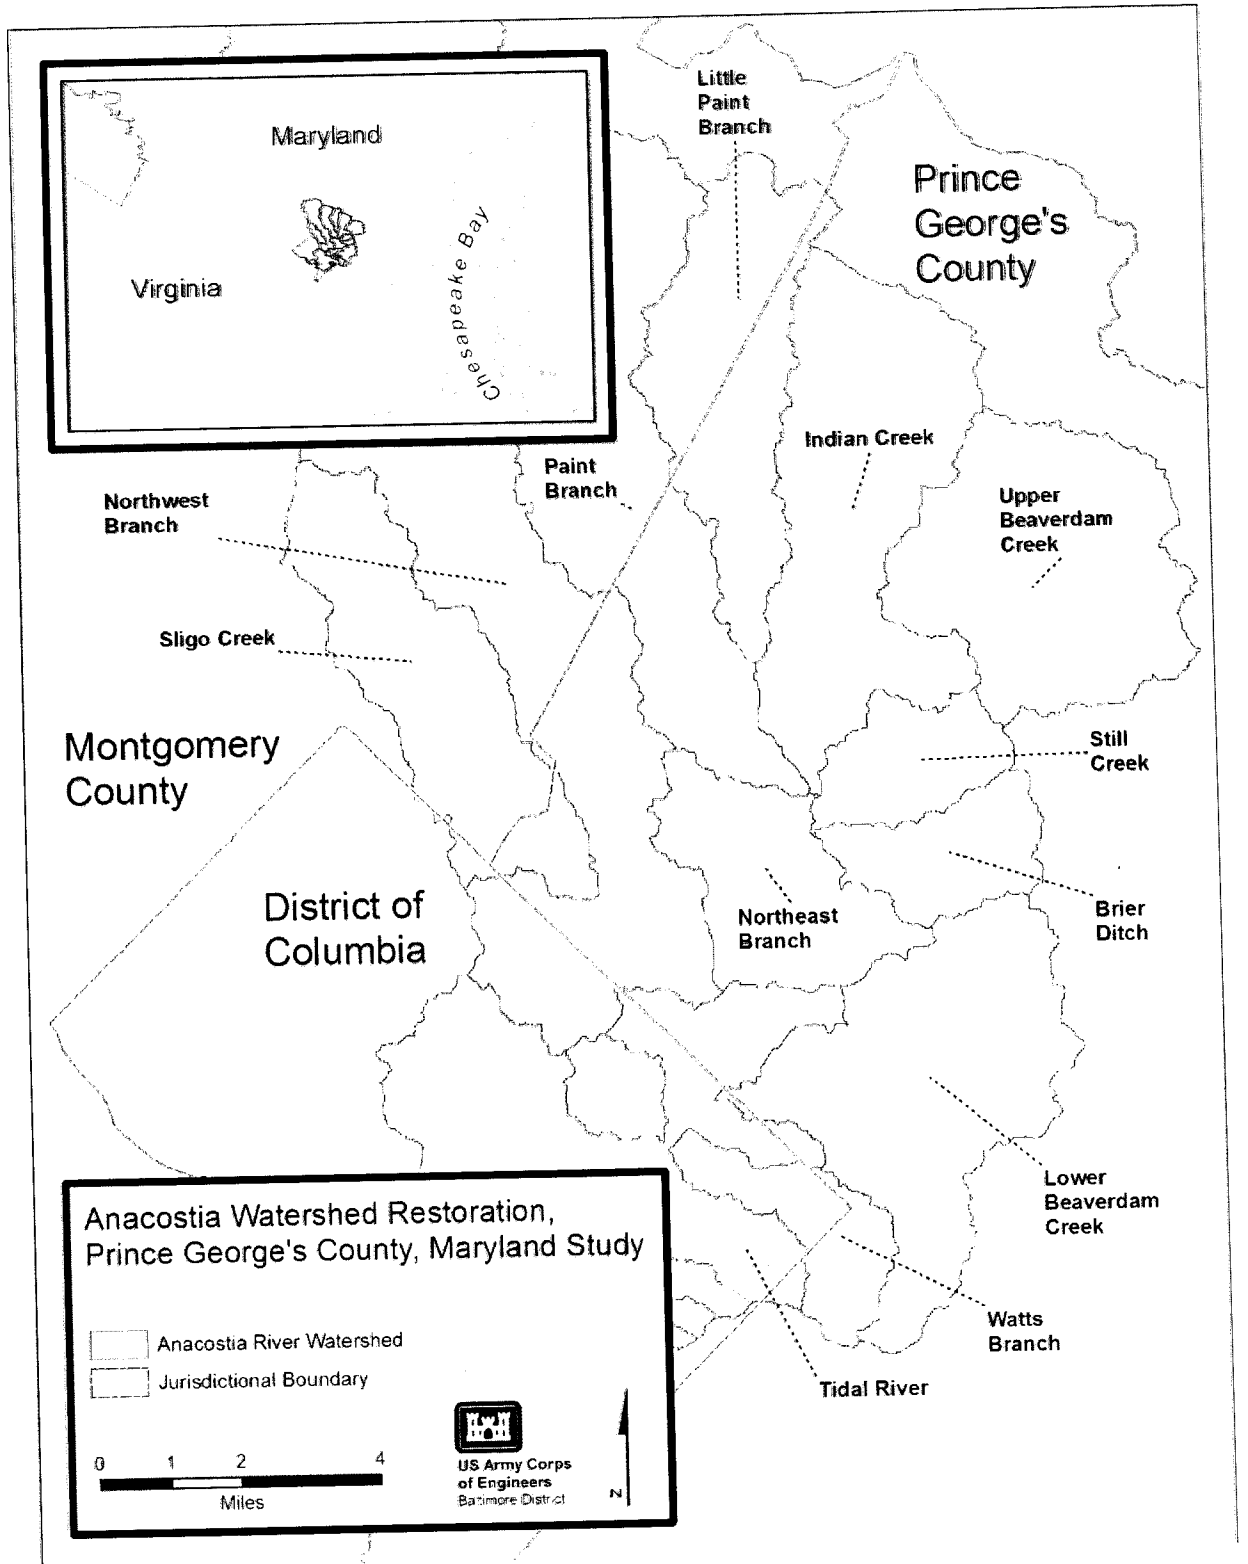 Maryland
Virginia
Chesapeake Bay
Little
Paint
Branch
Prince
George's
County
Indian Creek
Paint
Branch
Northwest
Branch
Upper
Beaverdam
Creek
Sligo Creek
Montgomery
County
Still
Creek
District of
Columbia
Northeast
Branch
Brier
Ditch
Lower
Beaverdam
Creek
Watts
Branch
Tidal River
Anacostia Watershed Restoration,
Prince George's County, Maryland Study
Anacostia River Watershed
Jurisdictional Boundary
0 1 2 4
Miles
US Army Corps
of Engineers
Baltimore District
N